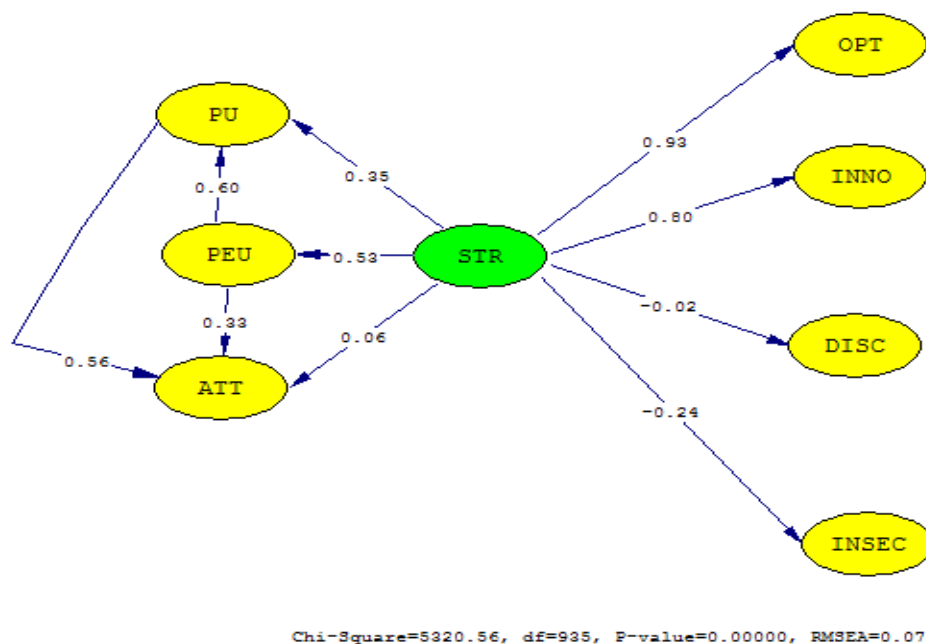 OPT
PU
0.93
0.35
INNO
0.60
0.80
PEU
0.53
STR
-0.02
0.33
0.06
DISC
0.56
ATT
-0.24
INSEC
Chi-Square=5320.56, df=935, P-value=0.00000, RMSEA=0.07